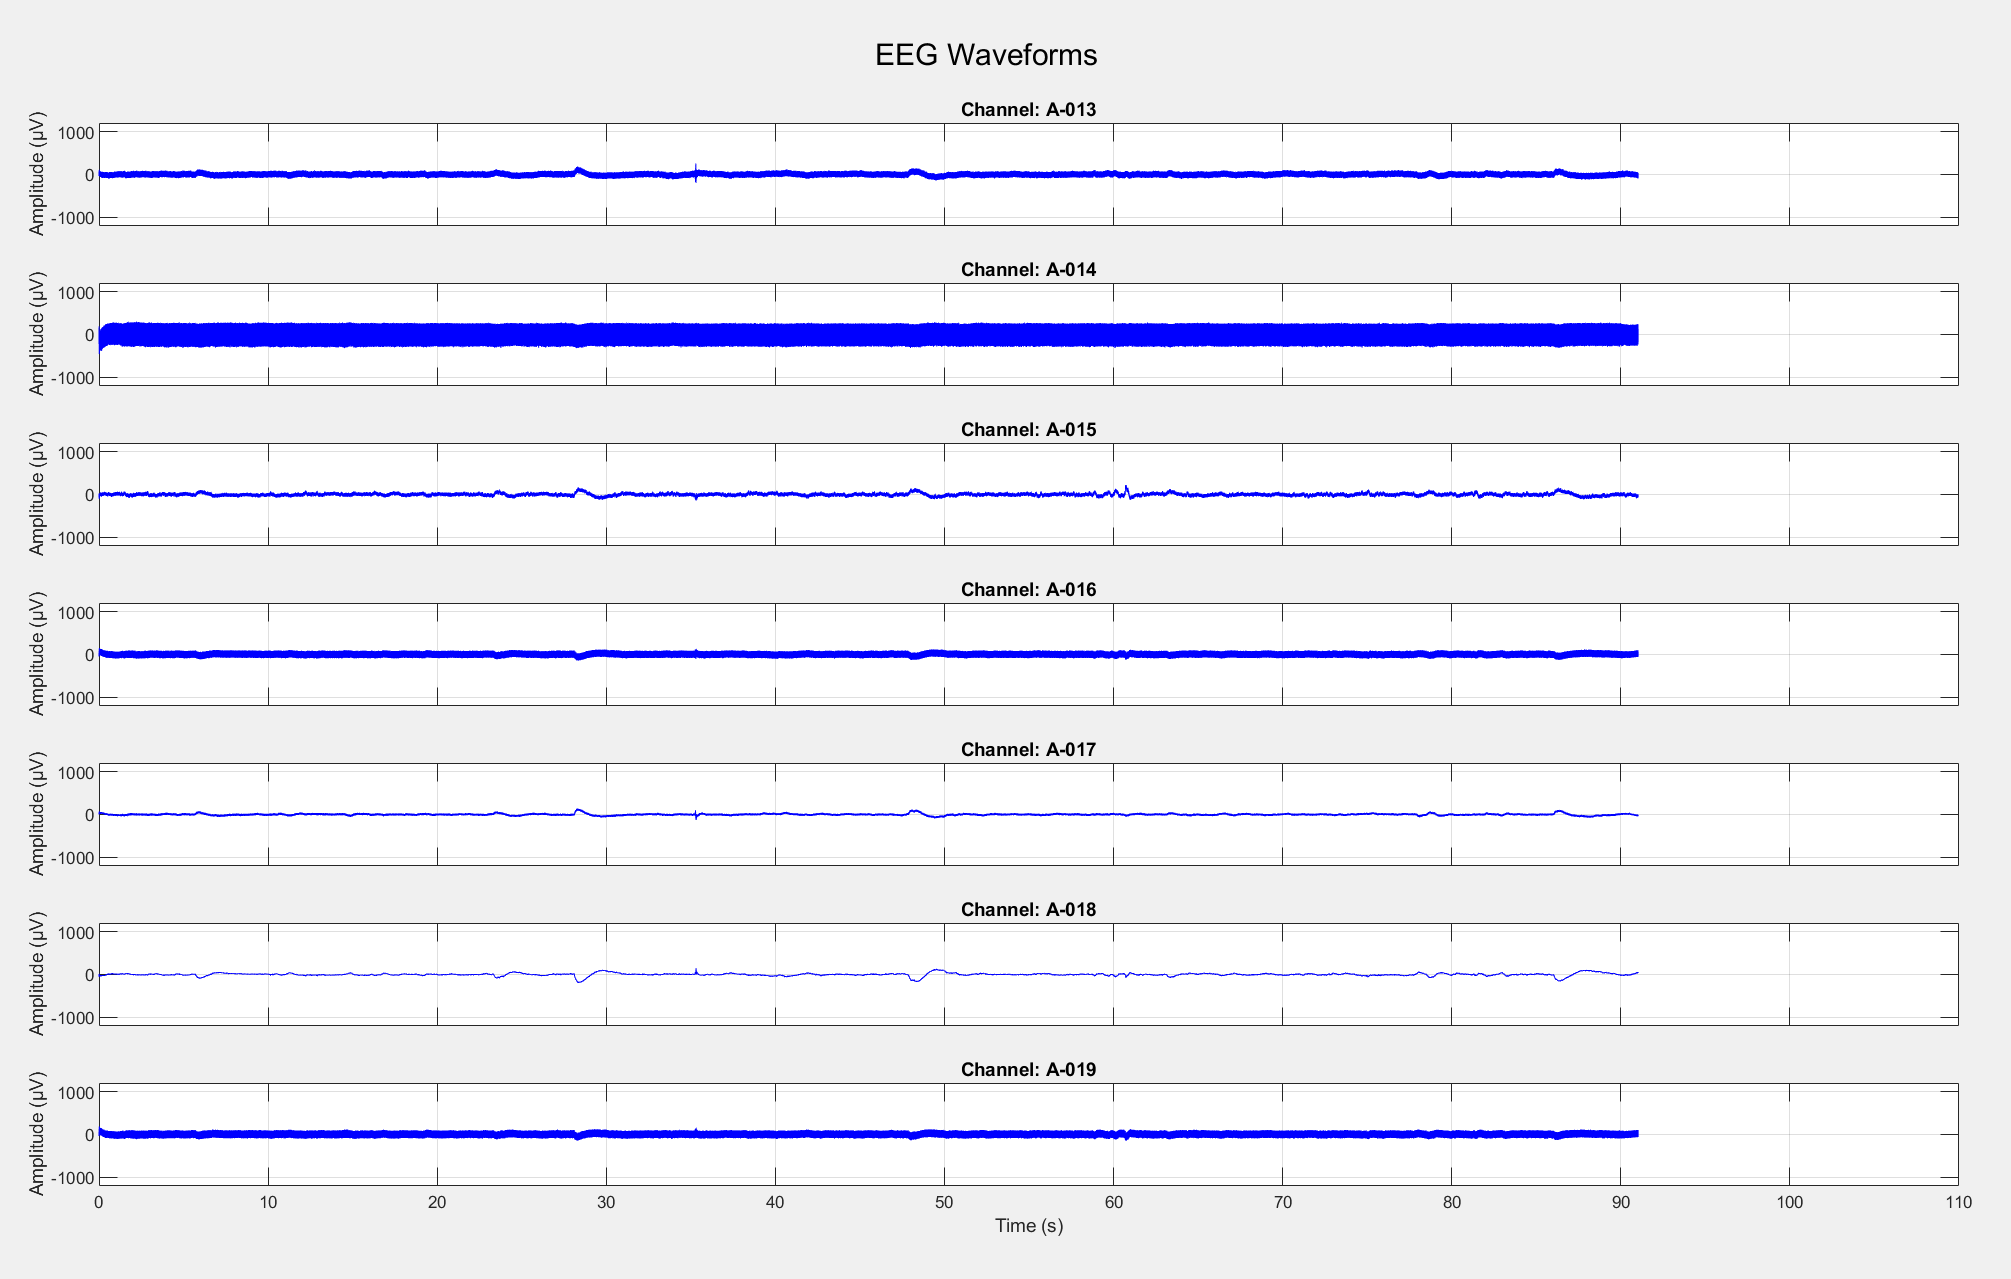 EEG Waveforms
Channel: A-013
Amplitude (µV)
1000
0
-1000
Channel: A-014
Amplitude (µV)
1000
0
-1000
Channel: A-015
Amplitude (µV)
1000
0
-1000
Channel: A-016
Amplitude (µV)
1000
0
-1000
Channel: A-017
Amplitude (µV)
1000
0
-1000
Channel: A-018
Amplitude (µV)
1000
0
-1000
Channel: A-019
Amplitude (µV)
1000
0
-1000
0 10 20 30 40 50 60 70 80 90 100 110
Time (s)